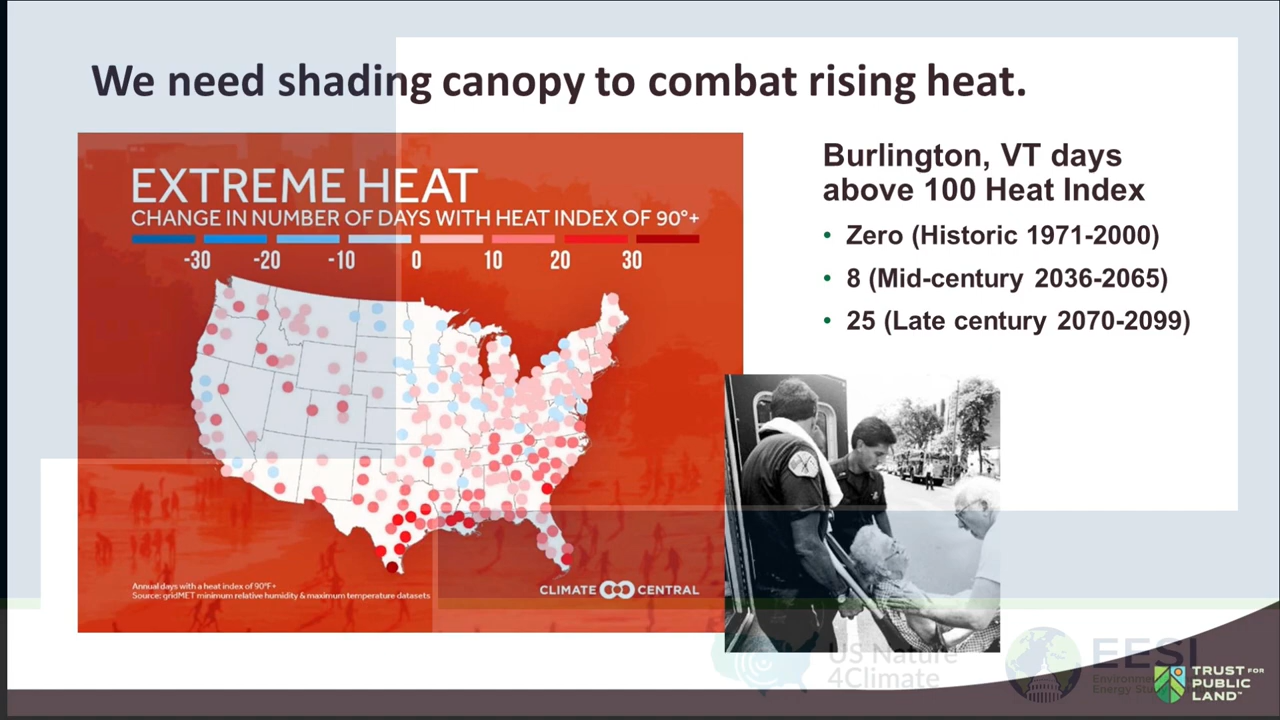 We need shading canopy to combat rising heat.
EXTREME HEAT
CHANGE IN NUMBER OF DAYS WITH HEAT INDEX OF 90°+
-30 -20 -10 0 10 20 30
Annual days with a heat index of 90°F+
Source: gridMET minimum relative humidity & maximum temperature datasets
CLIMATE CENTRAL
Burlington, VT days
above 100 Heat Index
• Zero (Historic 1971-2000)
• 8 (Mid-century 2036-2065)
• 25 (Late century 2070-2099)
US Nature
4Climate
EESI
Energy
TRUST FOR
PUBLIC
LAND™